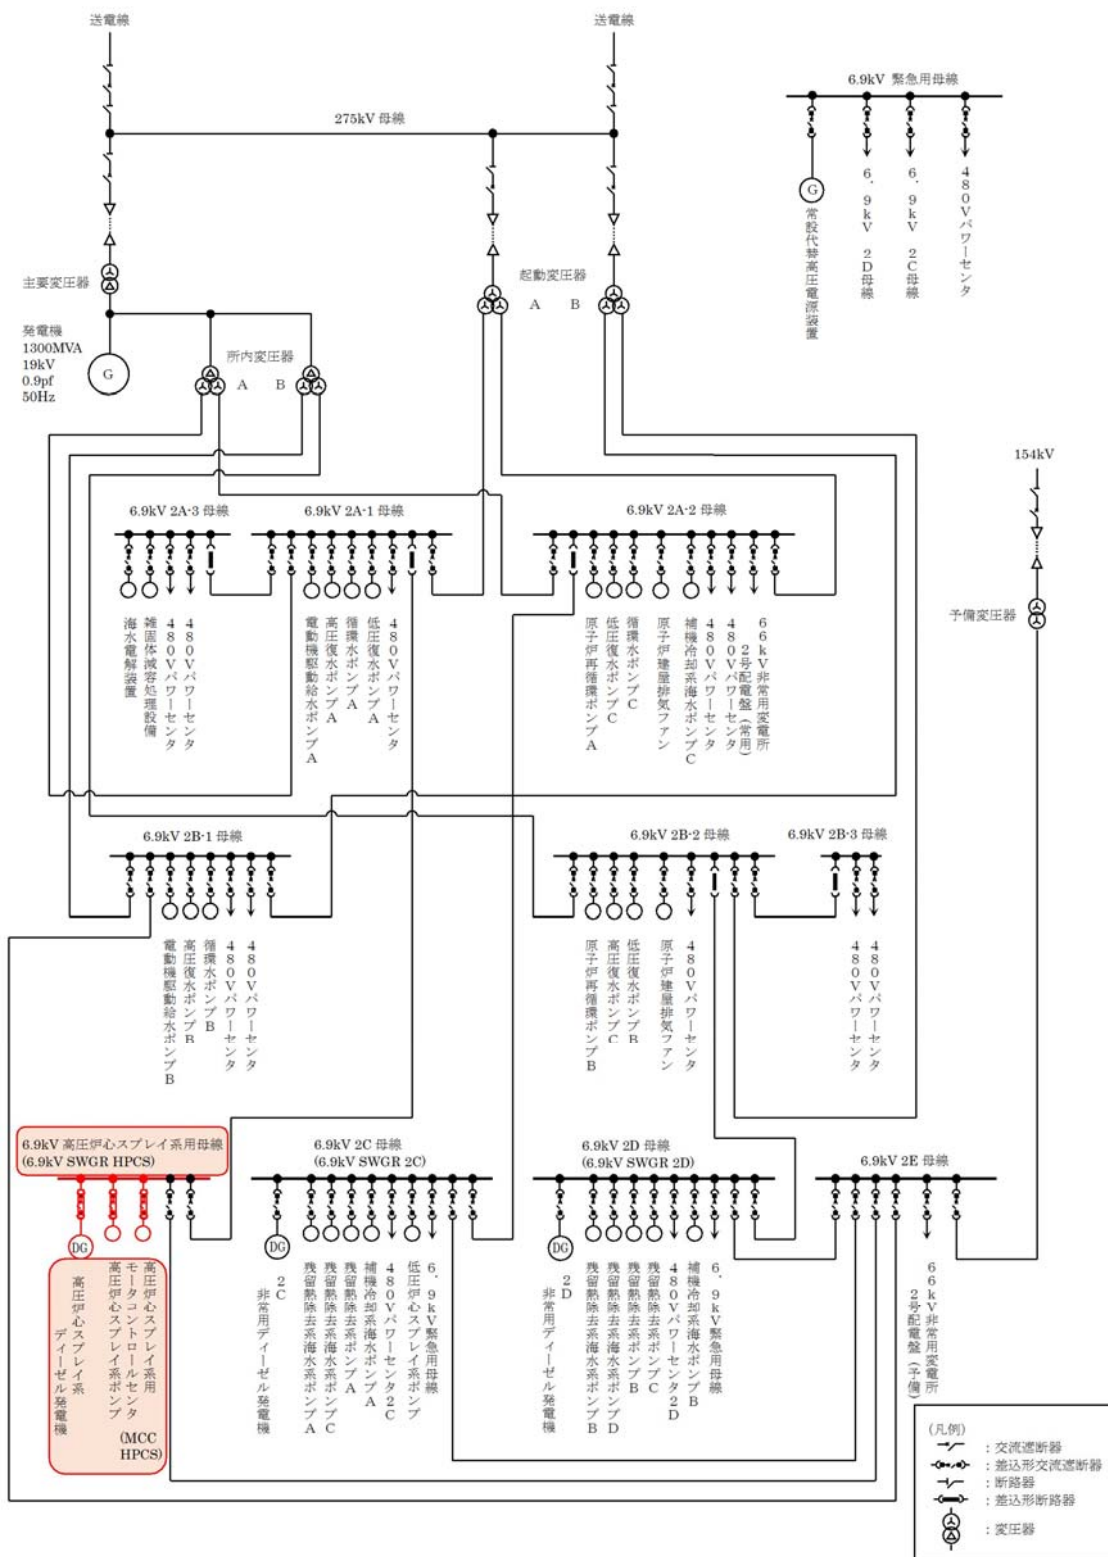 送電線
送電線
6.9kV 緊急用母線
275kV 母線
G
常設代替高圧電源装置
6.9kV 2D母線
6.9kV 2C母線
480Vパワーセンタ
主要変圧器
起動変圧器
A
B
発電機
1300MVA
19kV
0.9pf
50Hz
G
所内変圧器
A
B
154kV
予備変圧器
6.9kV 2A-3 母線
6.9kV 2A-1 母線
6.9kV 2A-2 母線
海水電解装置
雑固体減容処理設備
480Vパワーセンタ
480Vパワーセンタ
電動機駆動給水ポンプA
高圧復水ポンプA
循環水ポンプA
低圧復水ポンプA
480Vパワーセンタ
原子炉再循環ポンプA
低圧復水ポンプC
循環水ポンプC
原子炉建屋排気ファン
補機冷却系海水ポンプC
480Vパワーセンタ
480Vパワーセンタ
66kV非常用変電所
2号配電盤(常用)
6.9kV 2B-1 母線
6.9kV 2B-2 母線
6.9kV 2B-3 母線
電動機駆動給水ポンプB
高圧復水ポンプB
循環水ポンプB
480Vパワーセンタ
480Vパワーセンタ
原子炉再循環ポンプB
高圧復水ポンプC
低圧復水ポンプB
原子炉建屋排気ファン
480Vパワーセンタ
480Vパワーセンタ
480Vパワーセンタ
6.9kV 高圧炉心スプレイ系用母線
(6.9kV SWGR HPCS)
6.9kV 2C 母線
(6.9kV SWGR 2C)
6.9kV 2D 母線
(6.9kV SWGR 2D)
6.9kV 2E 母線
DG
高圧炉心スプレイ系
ディーゼル発電機
高圧炉心スプレイ系ポンプ
高圧炉心スプレイ系用
モータコントロールセンタ
(MCC
HPCS)
DG
2C
非常用ディーゼル発電機
残留熱除去系海水系ポンプA
残留熱除去系海水系ポンプC
残留熱除去系ポンプA
補機冷却系海水ポンプA
480Vパワーセンタ2C
低圧炉心スプレイ系ポンプ
6.9kV緊急用母線
DG
2D
非常用ディーゼル発電機
残留熱除去系海水系ポンプB
残留熱除去系海水系ポンプD
残留熱除去系ポンプB
残留熱除去系ポンプC
480Vパワーセンタ2D
補機冷却系海水ポンプB
6.9kV緊急用母線
66kV非常用変電所
2号配電盤(予備)
(凡例)
:交流遮断器
:差込形交流遮断器
:断路器
:差込形断路器
:変圧器